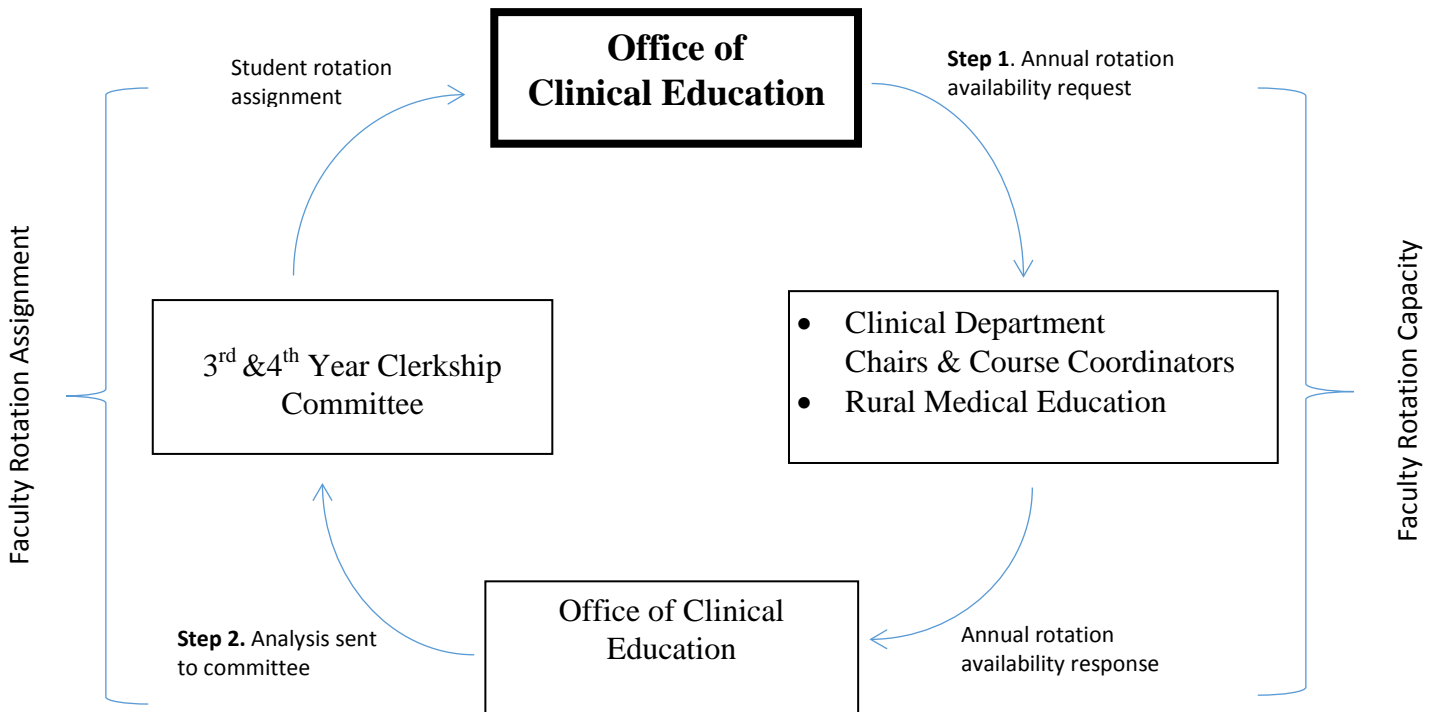 Office of
Clinical Education
Student rotation
assignment
Step 1. Annual rotation
availability request
Faculty Rotation Assignment
3rd &4th Year Clerkship
Committee
• Clinical Department
Chairs & Course Coordinators
• Rural Medical Education
Faculty Rotation Capacity
Step 2. Analysis sent
to committee
Office of Clinical
Education
Annual rotation
availability response